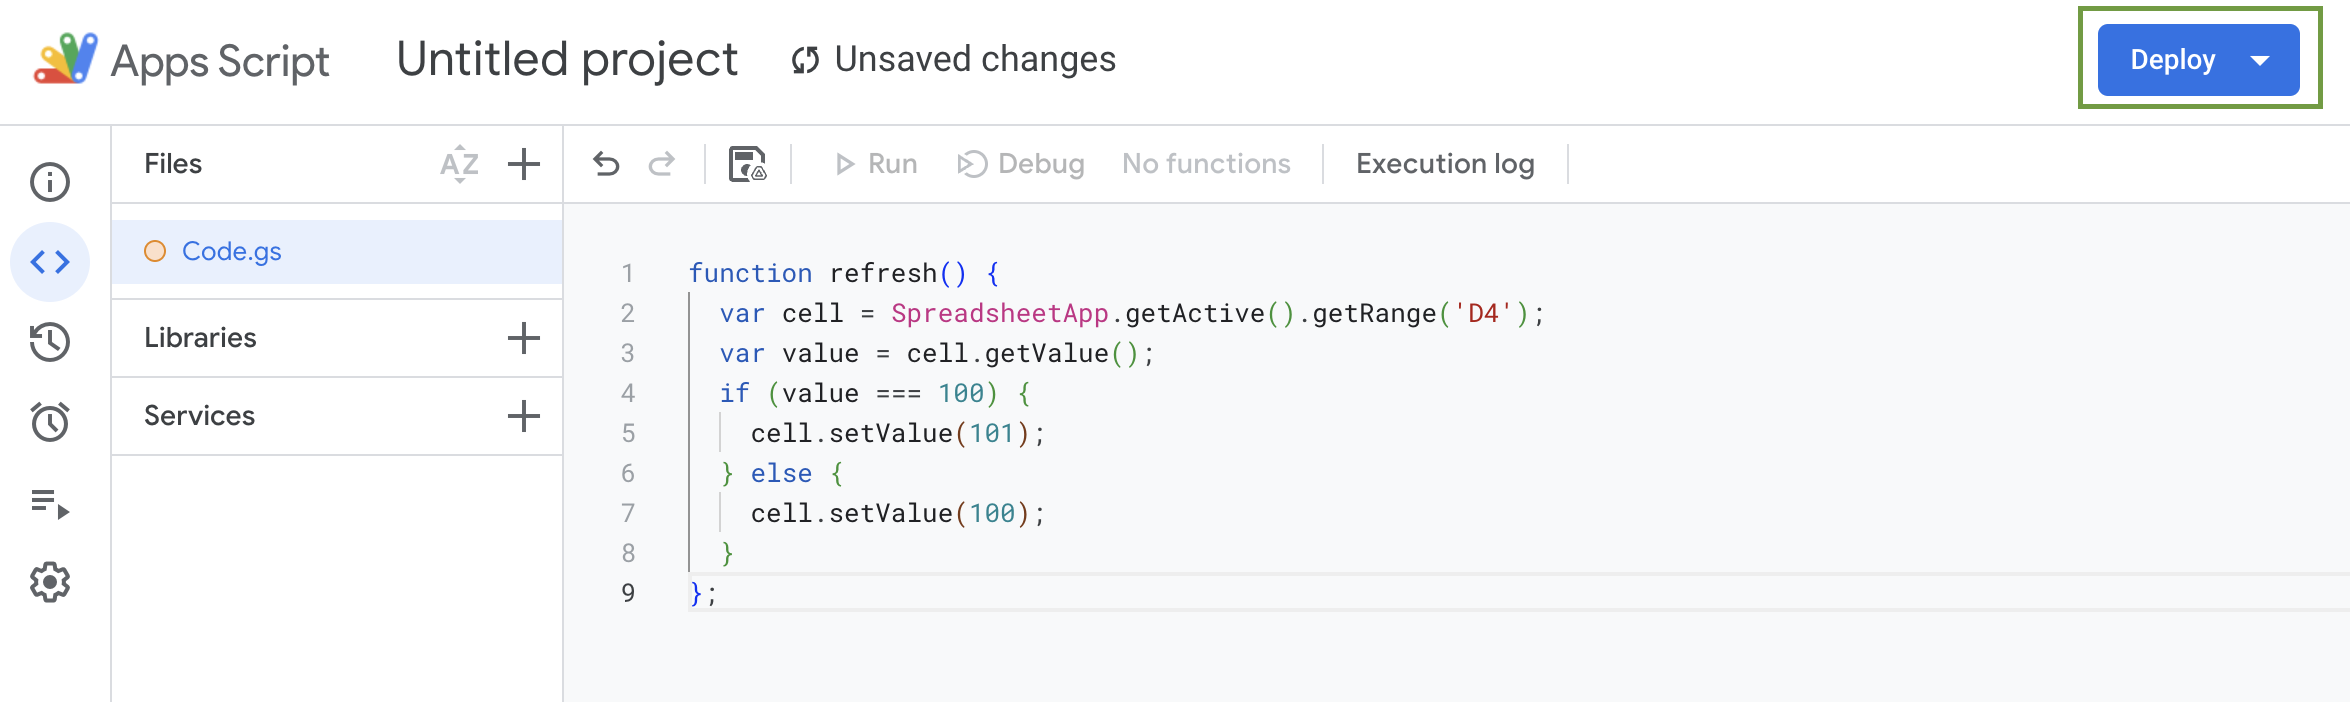 Apps Script Untitled project Unsaved changes Deploy
Files AZ Run Debug No functions Execution log
Code.gs
Libraries
Services
1 function refresh() {
2   var cell = SpreadsheetApp.getActive().getRange('D4');
3   var value = cell.getValue();
4   if (value === 100) {
5     cell.setValue(101);
6   } else {
7     cell.setValue(100);
8   }
9 };